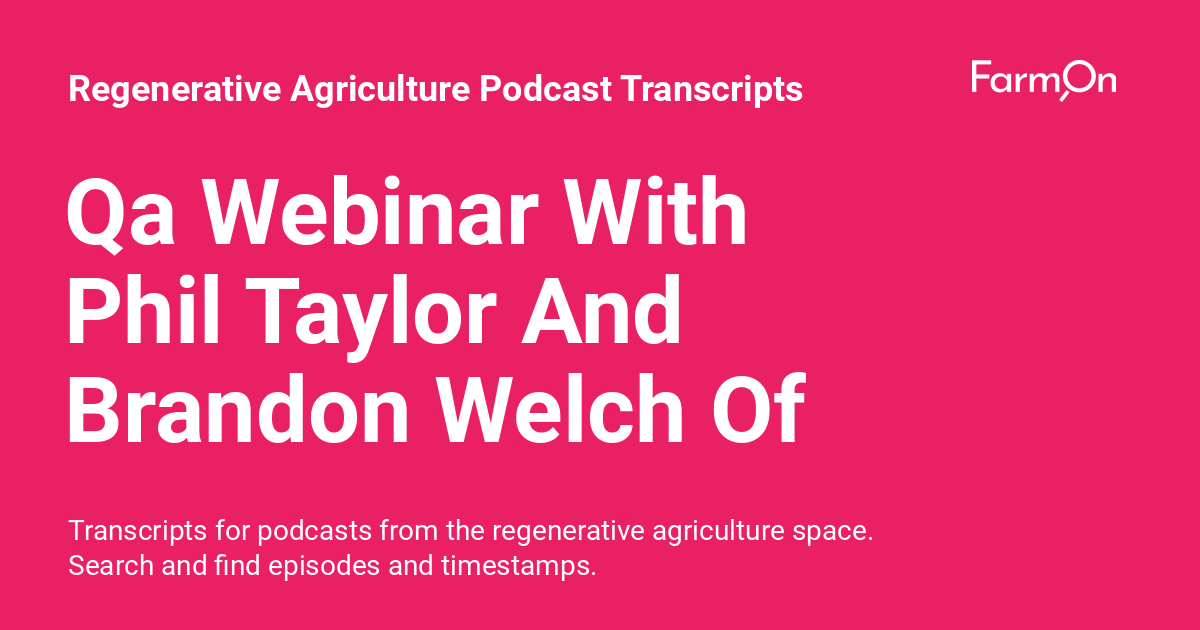 Regenerative Agriculture Podcast Transcripts
FarmOn
Qa Webinar With
Phil Taylor And
Brandon Welch Of
Transcripts for podcasts from the regenerative agriculture space.
Search and find episodes and timestamps.